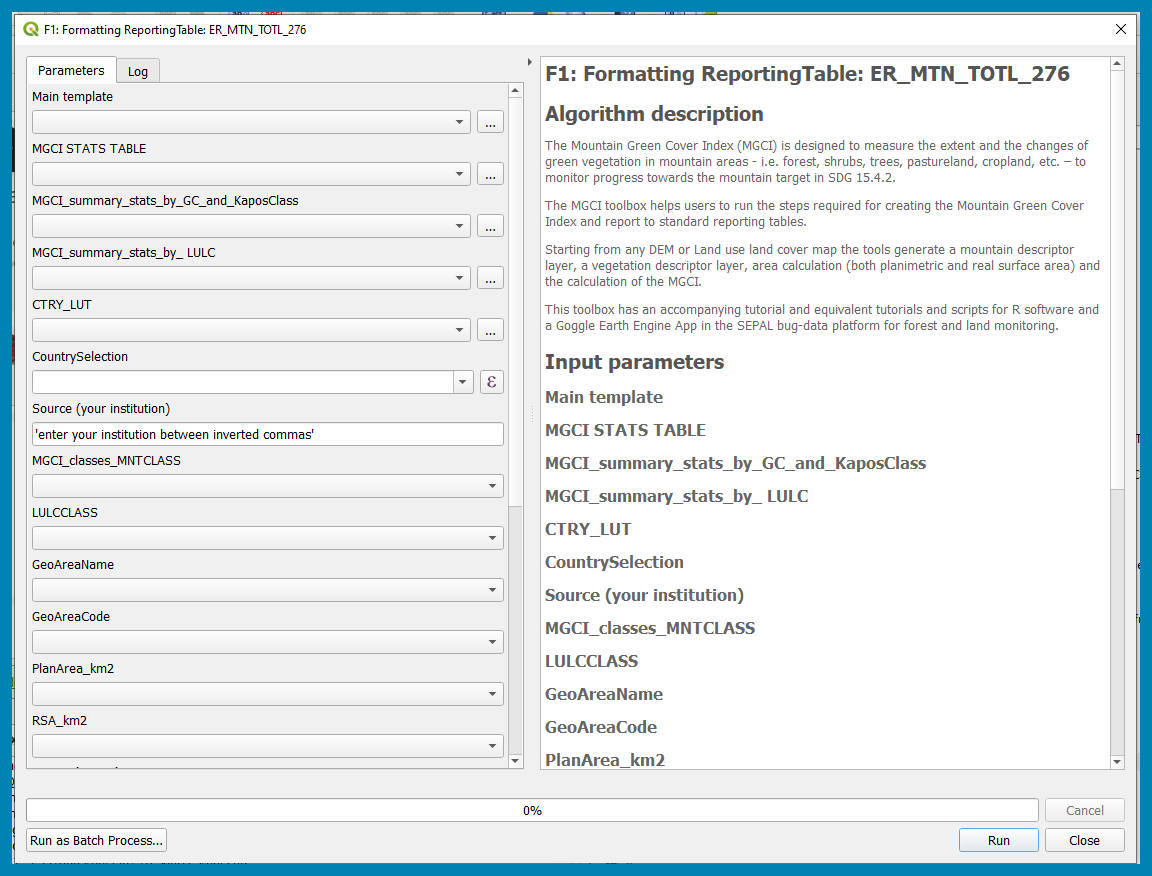 F1: Formatting ReportingTable: ER_MTN_TOTL_276
Parameters
Log
Main template
...
MGCI STATS TABLE
...
MGCI_summary_stats_by_GC_and_KaposClass
...
MGCI_summary_stats_by_ LULC
...
CTRY_LUT
...
CountrySelection
ε
Source (your institution)
'enter your institution between inverted commas'
MGCI_classes_MNTCLASS
LULCCLASS
GeoAreaName
GeoAreaCode
PlanArea_km2
RSA_km2
F1: Formatting ReportingTable: ER_MTN_TOTL_276
Algorithm description
The Mountain Green Cover Index (MGCI) is designed to measure the extent and the changes of
green vegetation in mountain areas - i.e. forest, shrubs, trees, pastureland, cropland, etc. – to
monitor progress towards the mountain target in SDG 15.4.2.
The MGCI toolbox helps users to run the steps required for creating the Mountain Green Cover
Index and report to standard reporting tables.
Starting from any DEM or Land use land cover map the tools generate a mountain descriptor
layer, a vegetation descriptor layer, area calculation (both planimetric and real surface area) and
the calculation of the MGCI.
This toolbox has an accompanying tutorial and equivalent tutorials and scripts for R software and
a Goggle Earth Engine App in the SEPAL bug-data platform for forest and land monitoring.
Input parameters
Main template
MGCI STATS TABLE
MGCI_summary_stats_by_GC_and_KaposClass
MGCI_summary_stats_by_ LULC
CTRY_LUT
CountrySelection
Source (your institution)
MGCI_classes_MNTCLASS
LULCCLASS
GeoAreaName
GeoAreaCode
PlanArea_km2
0%
Cancel
Run as Batch Process...
Run
Close